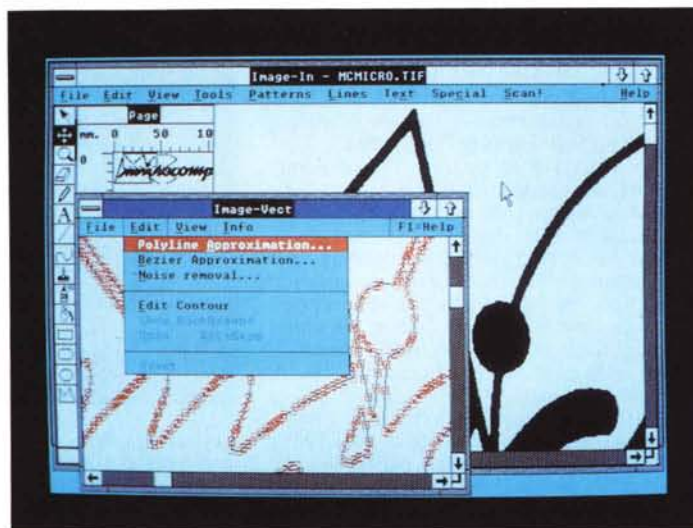 Image-In - MCMICRO.TIF
File Edit View Tools Patterns Lines Text Special Scan! Help
Page
mm. 0 50 10
0
A
Image-Vect
File Edit View Info F1=Help
Polyline Approximation...
Bezier Approximation...
Noise removal...
Edit Contour